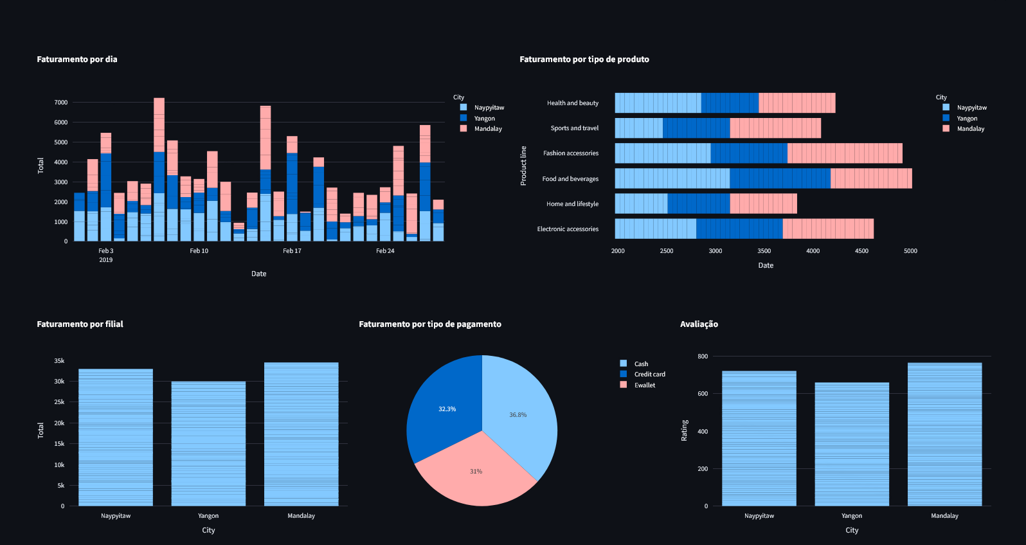 Faturamento por dia
City
Naypyitaw
Yangon
Mandalay
7000
6000
5000
4000
3000
2000
1000
0
Total
Feb 3
2019
Feb 10
Feb 17
Feb 24
Date
Faturamento por tipo de produto
City
Naypyitaw
Yangon
Mandalay
Product line
Health and beauty
Sports and travel
Fashion accessories
Food and beverages
Home and lifestyle
Electronic accessories
2000
3000
3500
4000
4500
5000
Date
Faturamento por filial
35k
30k
25k
20k
15k
10k
5k
0
Total
Naypyitaw
Yangon
Mandalay
City
Faturamento por tipo de pagamento
Cash
Credit card
Ewallet
32.3%
36.8%
31%
Avaliação
800
600
400
200
0
Rating
Naypyitaw
Yangon
Mandalay
City